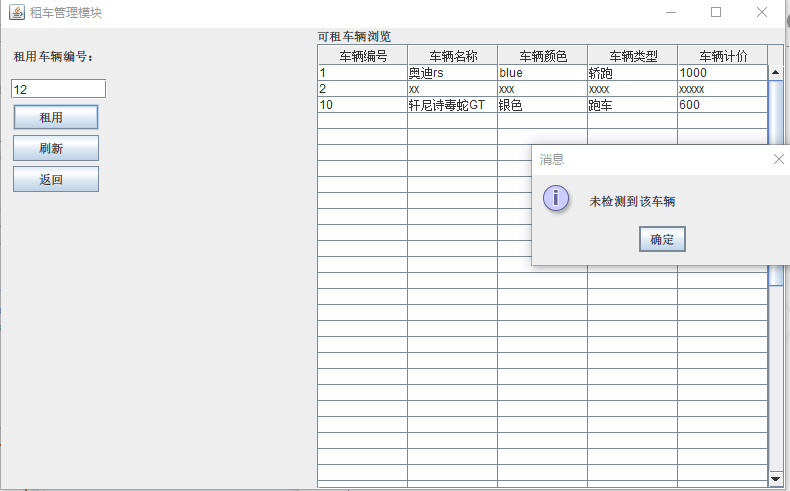 租车管理模块
租用车辆编号：
12
租用
刷新
返回
可租车辆浏览
车辆编号 车辆名称 车辆颜色 车辆类型 车辆计价
1 奥迪rs blue 轿跑 1000
2 xx xxx xxxx xxxxx
10 轩尼诗毒蛇GT 银色 跑车 600
消息
未检测到该车辆
确定